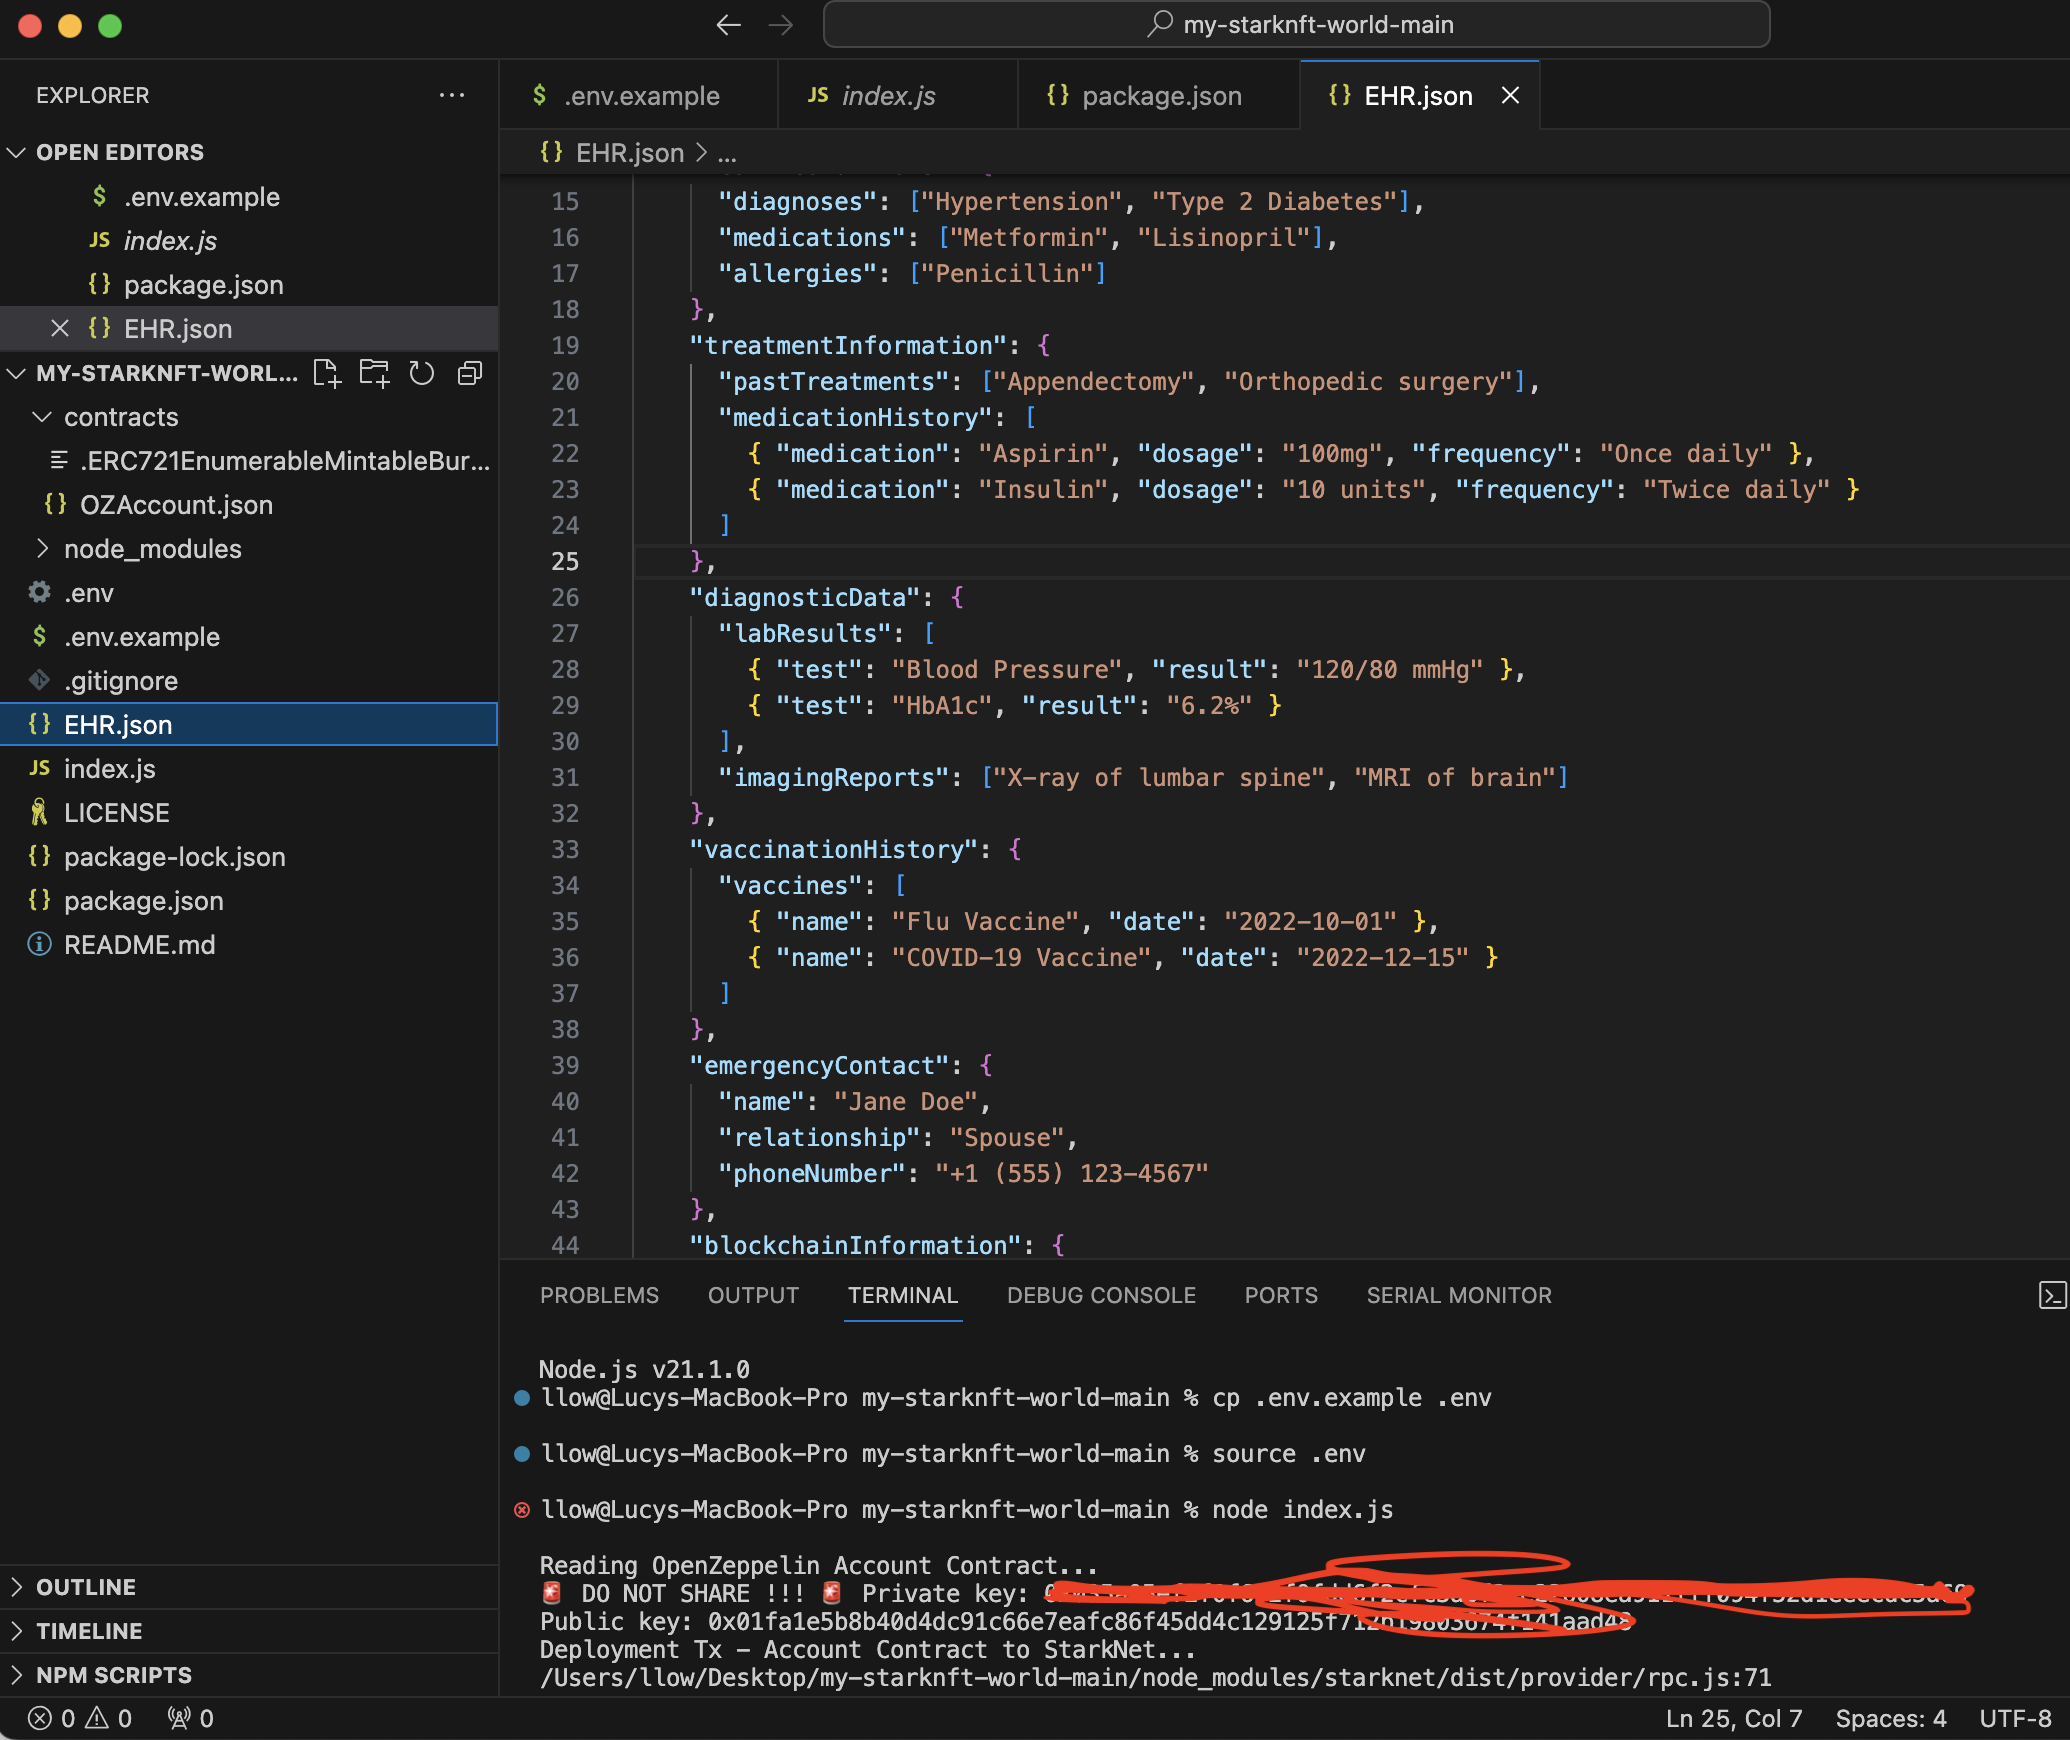 my-starknft-world-main
EXPLORER
OPEN EDITORS
$ .env.example
JS index.js
{} package.json
{} EHR.json
MY-STARKNFT-WORL...
contracts
.ERC721EnumerableMintableBur...
{} OZAccount.json
node_modules
.env
$ .env.example
.gitignore
{} EHR.json
JS index.js
LICENSE
{} package-lock.json
{} package.json
README.md
OUTLINE
TIMELINE
NPM SCRIPTS
$ .env.example
JS index.js
{} package.json
{} EHR.json
{} EHR.json > ...
15 "diagnoses": ["Hypertension", "Type 2 Diabetes"],
16 "medications": ["Metformin", "Lisinopril"],
17 "allergies": ["Penicillin"]
18 },
19 "treatmentInformation": {
20 "pastTreatments": ["Appendectomy", "Orthopedic surgery"],
21 "medicationHistory": [
22 { "medication": "Aspirin", "dosage": "100mg", "frequency": "Once daily" },
23 { "medication": "Insulin", "dosage": "10 units", "frequency": "Twice daily" }
24 ]
25 },
26 "diagnosticData": {
27 "labResults": [
28 { "test": "Blood Pressure", "result": "120/80 mmHg" },
29 { "test": "HbA1c", "result": "6.2%" }
30 ],
31 "imagingReports": ["X-ray of lumbar spine", "MRI of brain"]
32 },
33 "vaccinationHistory": {
34 "vaccines": [
35 { "name": "Flu Vaccine", "date": "2022-10-01" },
36 { "name": "COVID-19 Vaccine", "date": "2022-12-15" }
37 ]
38 },
39 "emergencyContact": {
40 "name": "Jane Doe",
41 "relationship": "Spouse",
42 "phoneNumber": "+1 (555) 123-4567"
43 },
44 "blockchainInformation": {
PROBLEMS OUTPUT TERMINAL DEBUG CONSOLE PORTS SERIAL MONITOR
Node.js v21.1.0
llow@Lucys-MacBook-Pro my-starknft-world-main % cp .env.example .env
llow@Lucys-MacBook-Pro my-starknft-world-main % source .env
llow@Lucys-MacBook-Pro my-starknft-world-main % node index.js
Reading OpenZeppelin Account Contract...
🚨 DO NOT SHARE !!! 🚨 Private key:
Public key:
Deployment Tx - Account Contract to StarkNet...
/Users/llow/Desktop/my-starknft-world-main/node_modules/starknet/dist/provider/rpc.js:71
0 0 0
Ln 25, Col 7 Spaces: 4 UTF-8